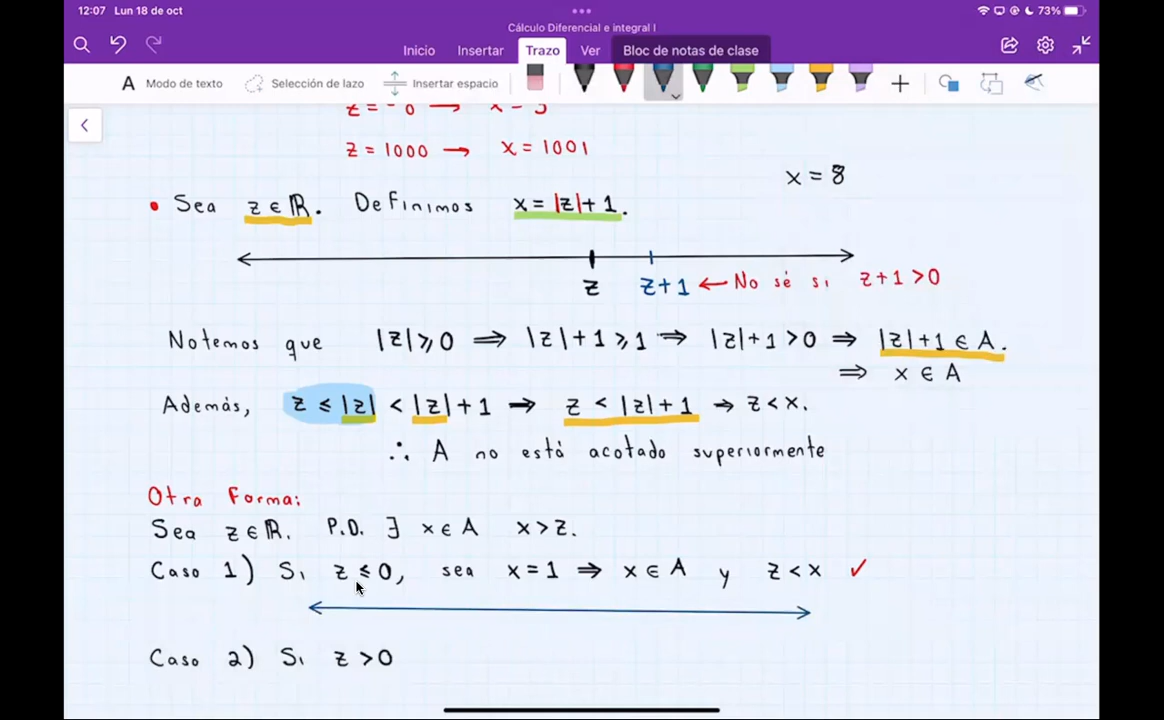 12:07 Lun 18 de oct
73%
Cálculo Diferencial e integral I
Inicio Insertar Trazo Ver Bloc de notas de clase
A Modo de texto Selección de lazo Insertar espacio
z = 1000 → x = 1001
x = 8
• Sea z ∈ ℝ. Definimos x = |z| + 1.
z z+1 ← No sé si z+1 > 0
Notemos que |z| ⩾ 0 ⟹ |z| + 1 ⩾ 1 ⟹ |z| + 1 > 0 ⟹ |z| + 1 ∈ A.
⟹ x ∈ A
Además, z ≤ |z| < |z| + 1 → z < |z| + 1 → z < x.
∴ A no está acotado superiormente
Otra Forma:
Sea z ∈ ℝ. P.D. ∃ x ∈ A x > z.
Caso 1) Si z ≤ 0, sea x = 1 ⟹ x ∈ A y z < x ✓
Caso 2) Si z > 0